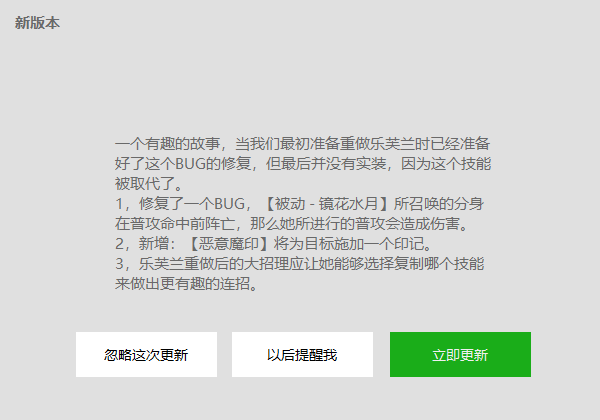 新版本
一个有趣的故事，当我们最初准备重做乐芙兰时已经准备
好了这个BUG的修复，但最后并没有实装，因为这个技能
被取代了。
1，修复了一个BUG，【被动 - 镜花水月】所召唤的分身
在普攻命中前阵亡，那么她所进行的普攻会造成伤害。
2，新增：【恶意魔印】将为目标施加一个印记。
3，乐芙兰重做后的大招理应让她能够选择复制哪个技能
来做出更有趣的连招。
忽略这次更新
以后提醒我
立即更新